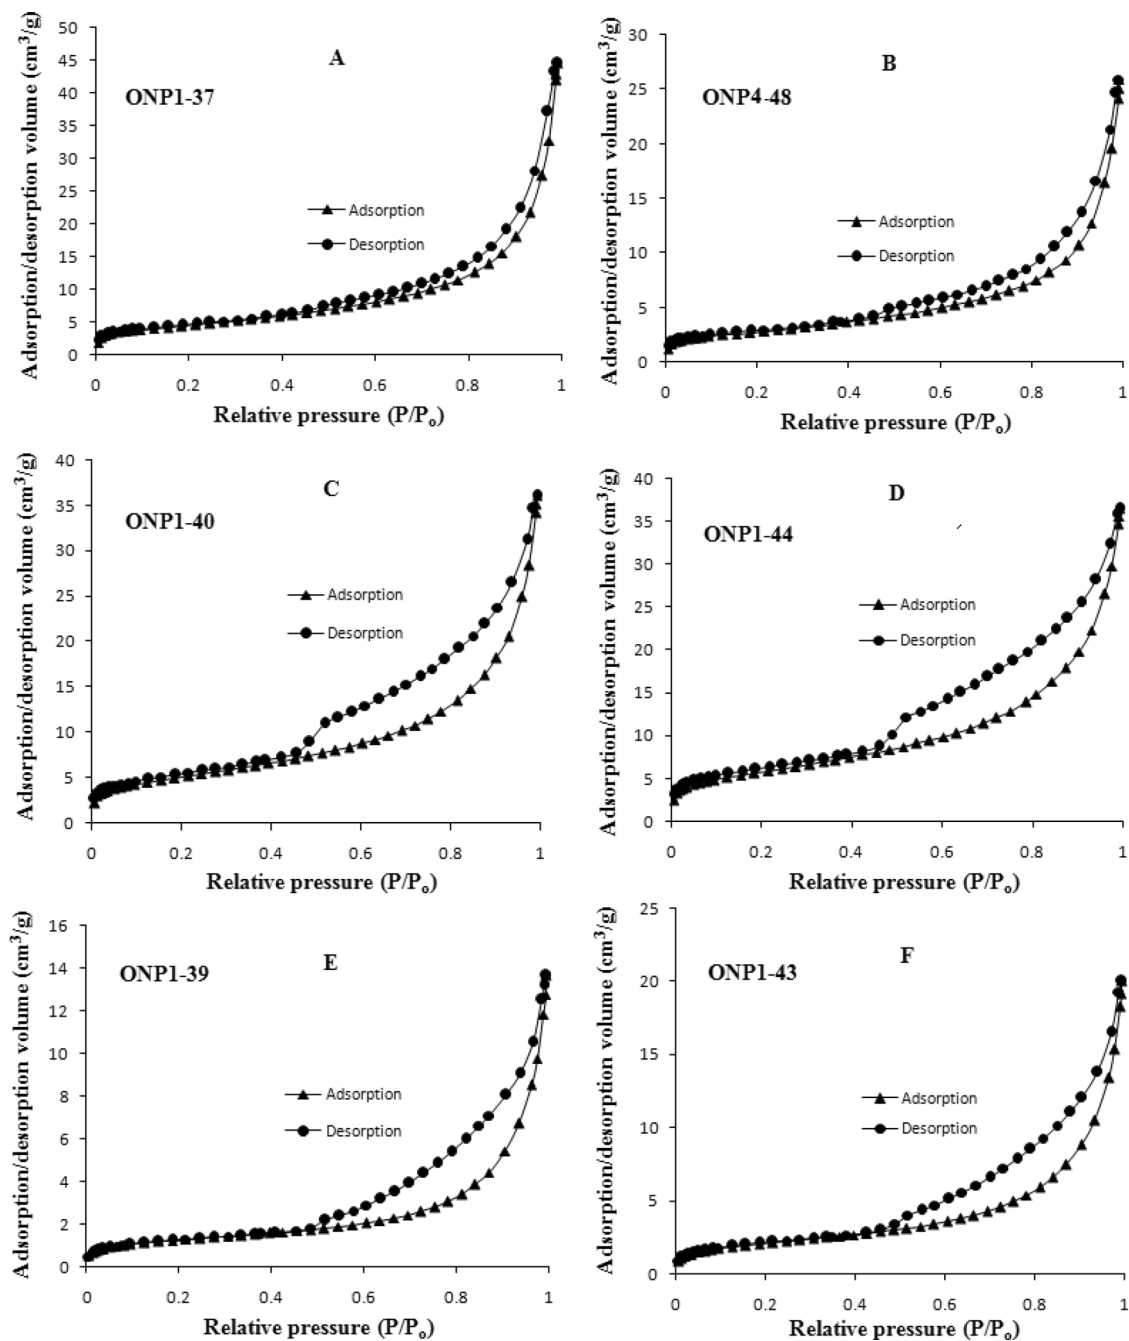 Adsorption/desorption volume (cm³/g)
50
45
40
35
30
25
20
15
10
5
0
A
ONP1-37
Adsorption
Desorption
0 0.2 0.4 0.6 0.8 1
Relative pressure (P/Pₒ)
Adsorption/desorption volume (cm³/g)
30
25
20
15
10
5
0
B
ONP4-48
Adsorption
Desorption
0 0.2 0.4 0.6 0.8 1
Relative pressure (P/Pₒ)
Adsorption/desorption volume (cm³/g)
40
35
30
25
20
15
10
5
0
C
ONP1-40
Adsorption
Desorption
0 0.2 0.4 0.6 0.8 1
Relative pressure (P/Pₒ)
Adsorption/desorption volume (cm³/g)
40
35
30
25
20
15
10
5
0
D
ONP1-44
Adsorption
Desorption
0 0.2 0.4 0.6 0.8 1
Relative pressure (P/Pₒ)
Adsorption/desorption volume (cm³/g)
16
14
12
10
8
6
4
2
0
E
ONP1-39
Adsorption
Desorption
0 0.2 0.4 0.6 0.8 1
Relative pressure (P/Pₒ)
Adsorption/desorption volume (cm³/g)
25
20
15
10
5
0
F
ONP1-43
Adsorption
Desorption
0 0.2 0.4 0.6 0.8 1
Relative pressure (P/Pₒ)